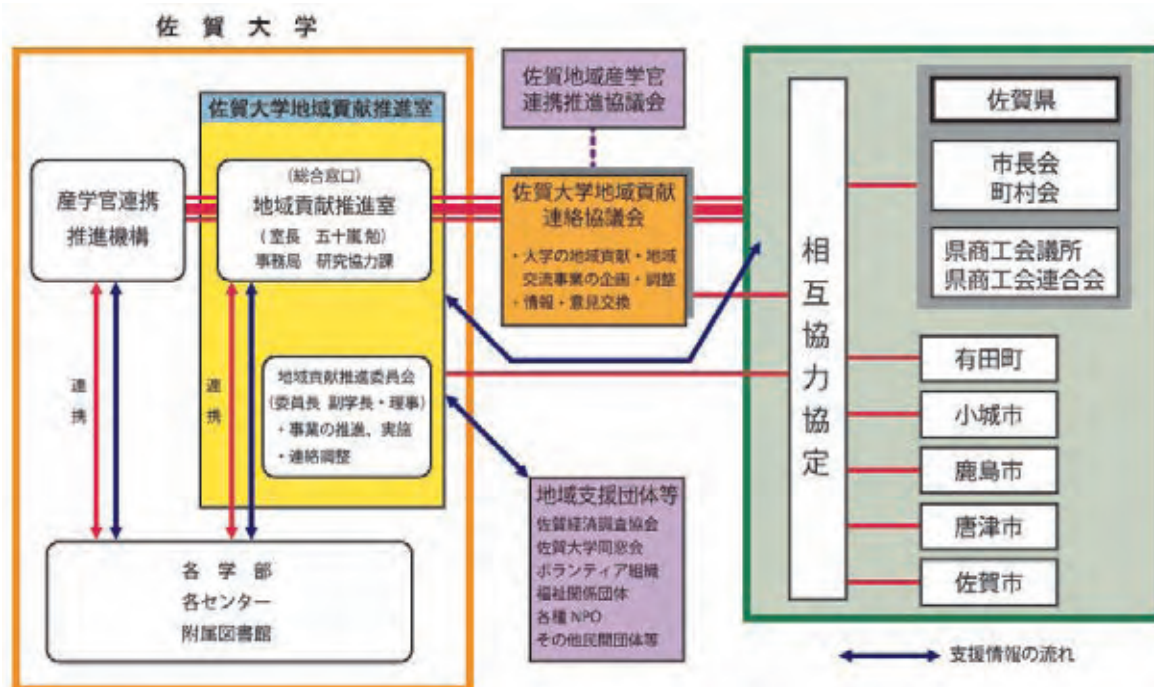 佐賀大学
佐賀大学地域貢献推進室
産学官連携
推進機構
(総合窓口)
地域貢献推進室
(室長 五十嵐勉)
事務局 研究協力課
連携
連携
地域貢献推進委員会
(委員長 副学長・理事)
・事業の推進、実施
・連絡調整
各学部
各センター
附属図書館
佐賀地域産学官
連携推進協議会
佐賀大学地域貢献
連絡協議会
・大学の地域貢献・地域
交流事業の企画・調整
・情報・意見交換
地域支援団体等
佐賀経済調査協会
佐賀大学同窓会
ボランティア組織
福祉関係団体
各種NPO
その他民間団体等
相互協力協定
佐賀県
市長会
町村会
県商工会議所
県商工会連合会
有田町
小城市
鹿島市
唐津市
佐賀市
支援情報の流れ